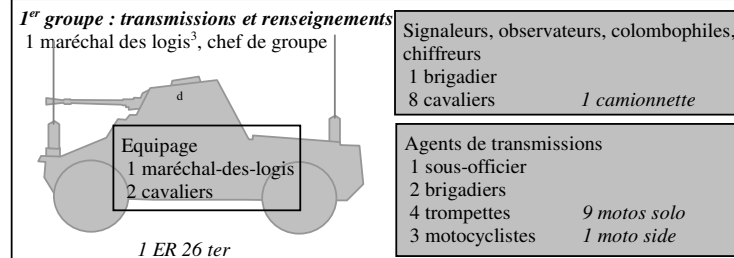 1er groupe : transmissions et renseignements
1 maréchal des logis3, chef de groupe
d
Equipage
1 maréchal-des-logis
2 cavaliers
1 ER 26 ter
Signaleurs, observateurs, colombophiles,
chiffreurs
1 brigadier
8 cavaliers 1 camionnette
Agents de transmissions
1 sous-officier
2 brigadiers
4 trompettes 9 motos solo
3 motocyclistes 1 moto side